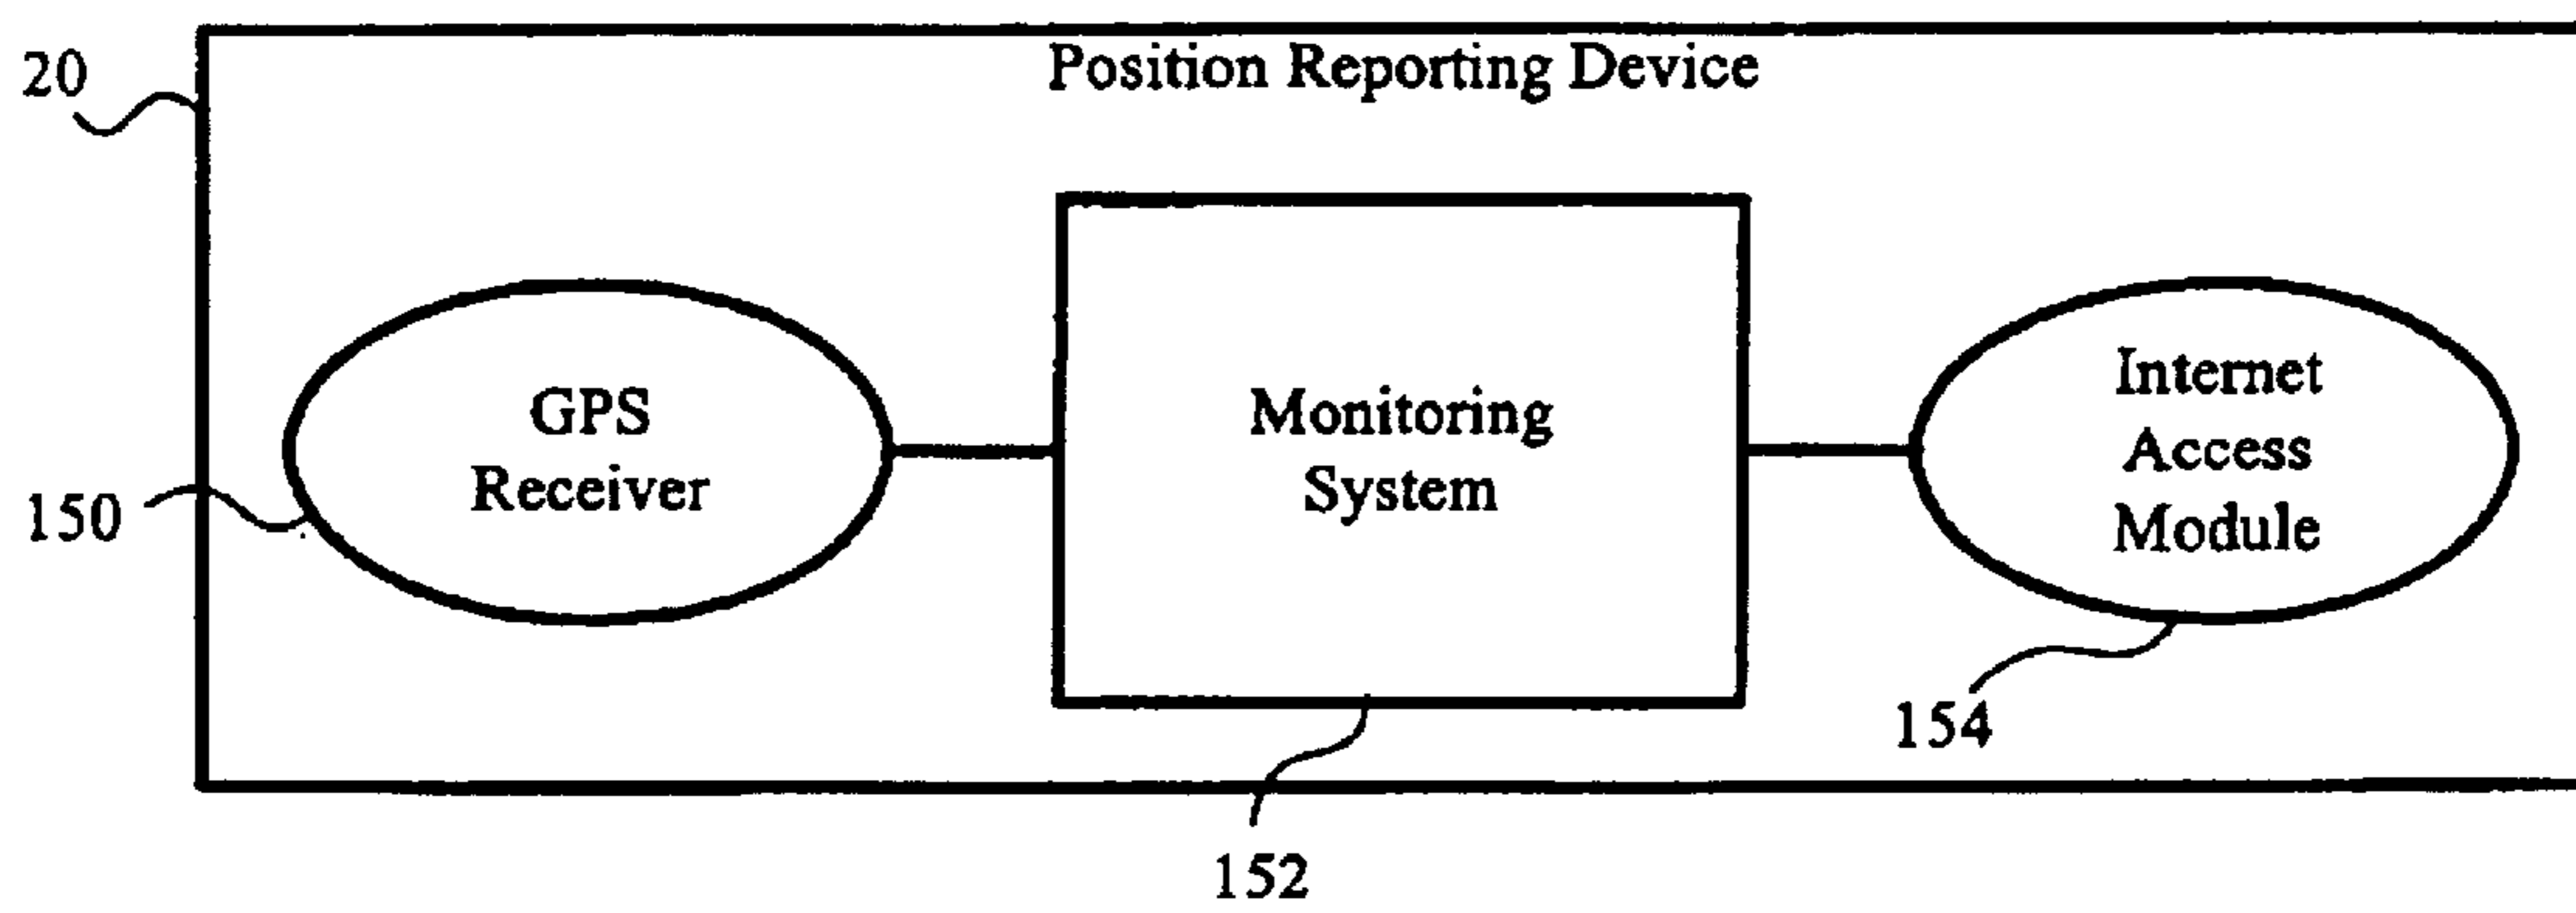 20
Position Reporting Device
GPS
Receiver
Monitoring
System
Internet
Access
Module
150
154
152